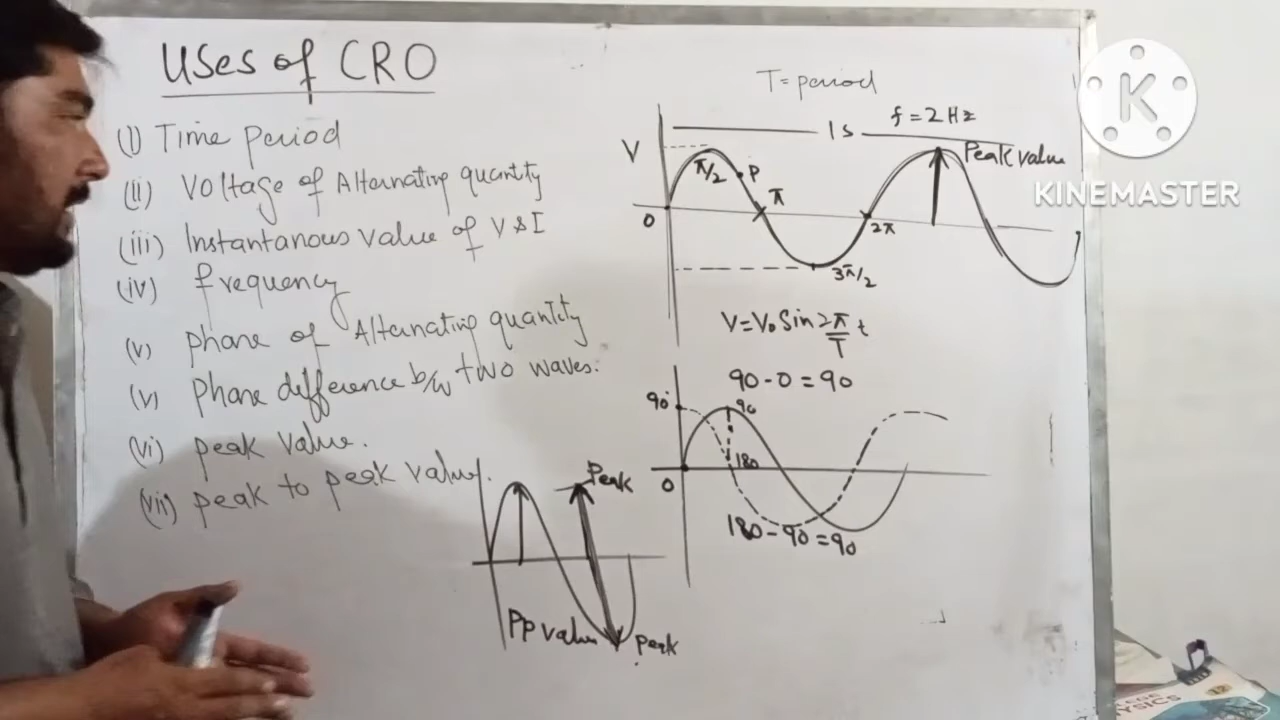 Uses of CRO
(i) Time period
(ii) Voltage of Alternating quantity
(iii) Instantanous value of V & I
(iv) frequency
(v) phase of Alternating quantity
(v) phase difference b/w two waves.
(vi) peak value.
(vii) peak to peak value.
T = period
f = 2 Hz
1 s
V
π/2
P
π
Peak value
0
2π
3π/2
V = V₀ Sin 2π/T t
90 - 0 = 90
90°
90
180
0
180 - 90 = 90
Peak
PP value
Peak
K
KINEMASTER
12